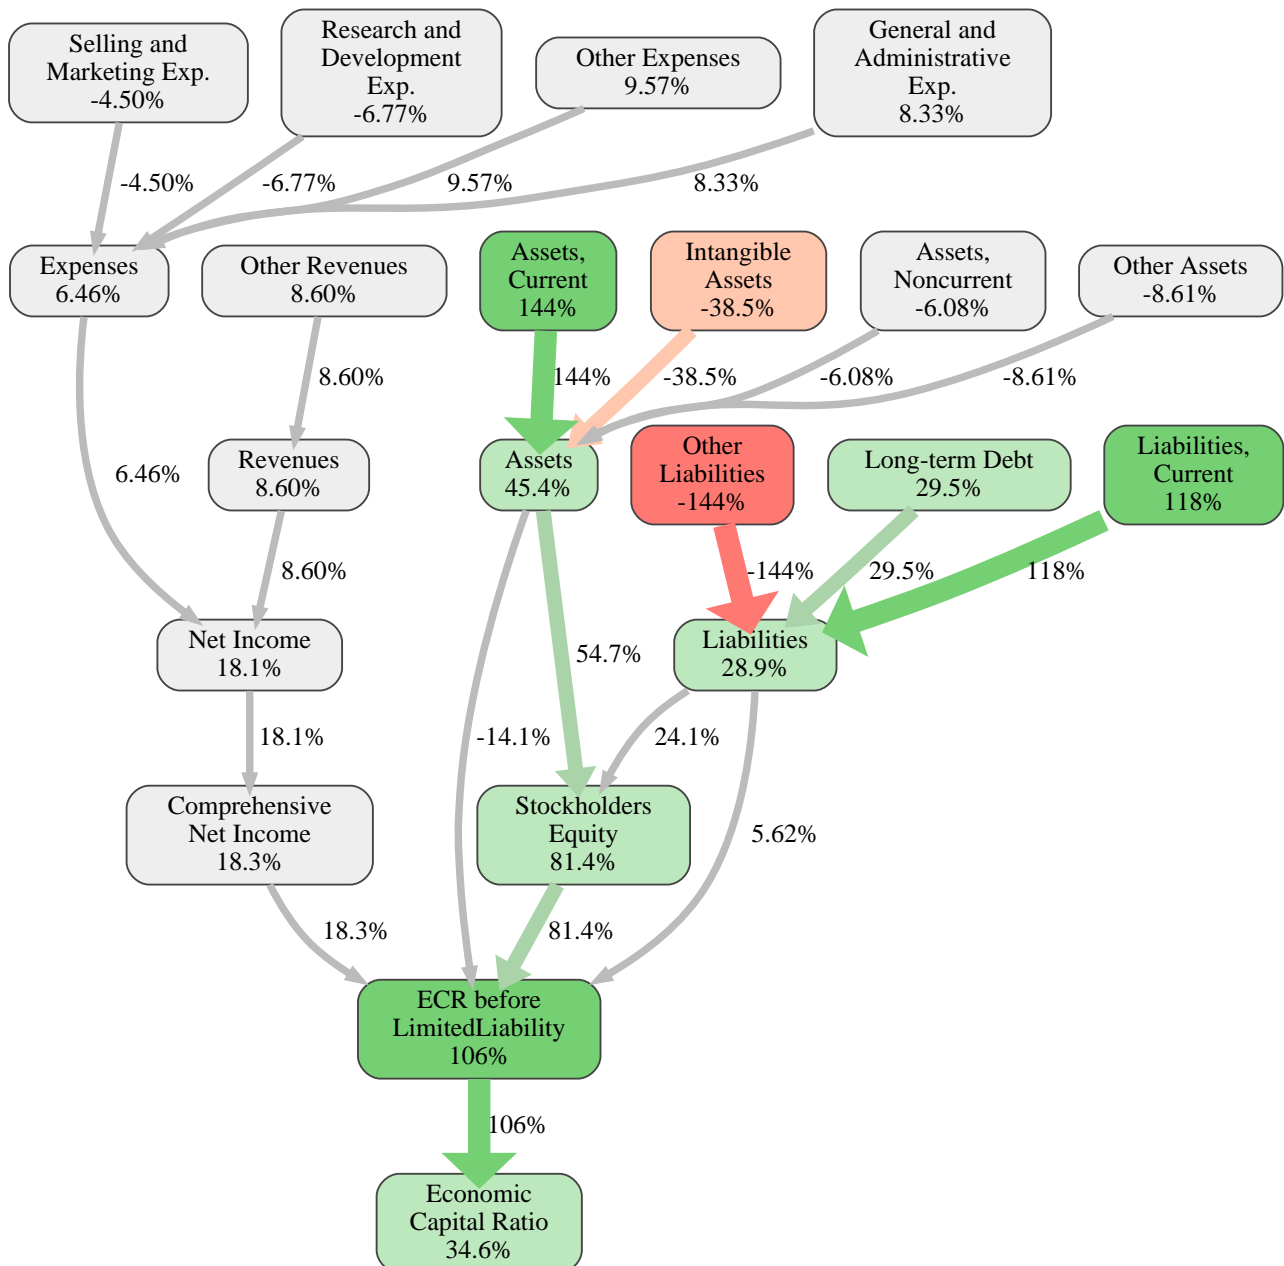 Selling and
Marketing Exp.
-4.50%
Research and
Development
Exp.
-6.77%
Other Expenses
9.57%
General and
Administrative
Exp.
8.33%
-4.50%
-6.77%
9.57%
8.33%
Expenses
6.46%
Other Revenues
8.60%
Assets,
Current
144%
Intangible
Assets
-38.5%
Assets,
Noncurrent
-6.08%
Other Assets
-8.61%
8.60%
144%
-38.5%
-6.08%
-8.61%
6.46%
Revenues
8.60%
Assets
45.4%
Other
Liabilities
-144%
Long-term Debt
29.5%
Liabilities,
Current
118%
8.60%
-144%
29.5%
118%
Net Income
18.1%
54.7%
Liabilities
28.9%
18.1%
-14.1%
24.1%
Comprehensive
Net Income
18.3%
Stockholders
Equity
81.4%
5.62%
18.3%
81.4%
ECR before
LimitedLiability
106%
106%
Economic
Capital Ratio
34.6%